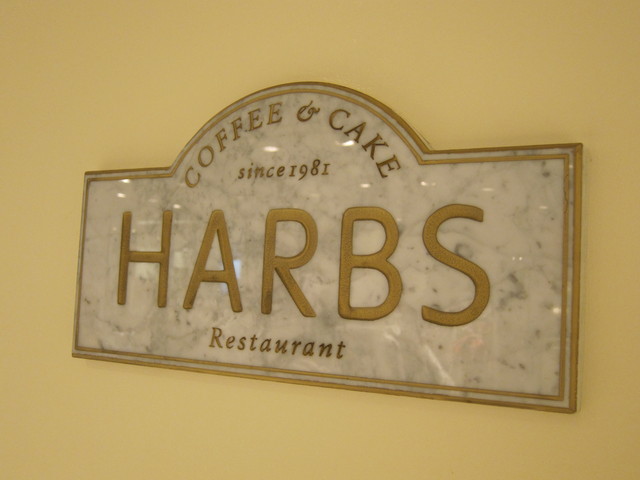 COFFEE & CAKE
since 1981
HARBS
Restaurant